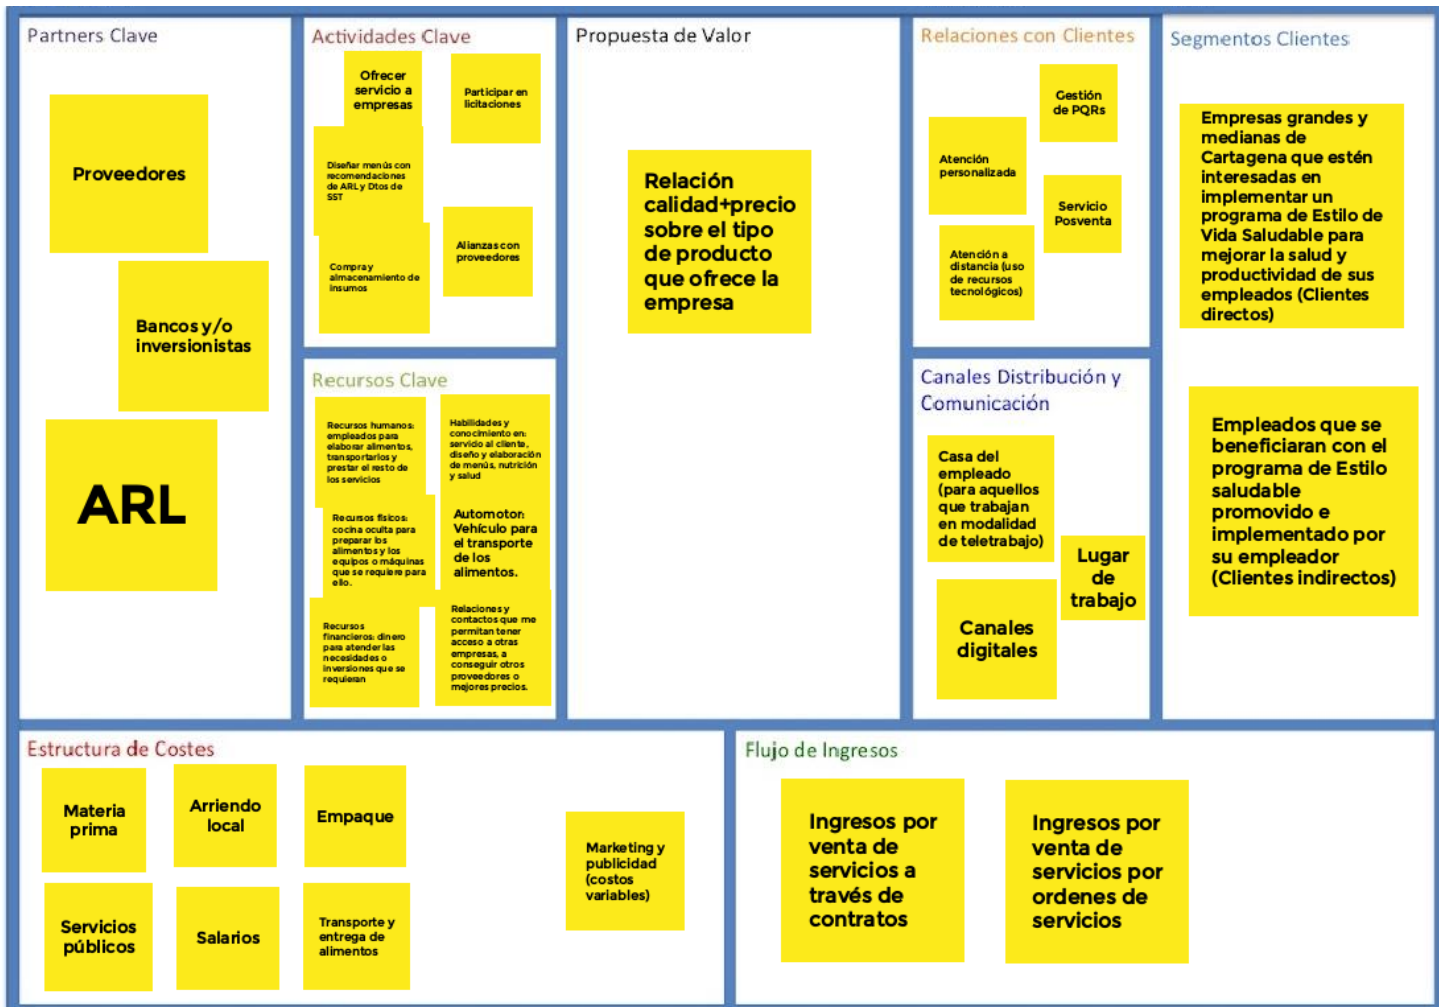 Partners Clave
Proveedores
Bancos y/o
inversionistas
ARL
Actividades Clave
Ofrecer
servicio a
empresas
Participar en
licitaciones
Diseñar menús con
recomendaciones
de ARL y Dtos de
SST
Alianzas con
proveedores
Compra y
almacenamiento de
insumos
Recursos Clave
Recursos humanos:
empleados para
elaborar alimentos,
transportarlos y
prestar el resto de
los servicios
Habilidades y
conocimiento en:
servicio al cliente,
diseño y elaboración
de menús, nutrición
y salud
Recursos físicos:
cocina oculta para
preparar los
alimentos y los
equipos o máquinas
que se requiere para
ello.
Automotor:
Vehículo para
el transporte
de los
alimentos.
Recursos
financieros: dinero
para atender las
necesidades o
inversiones que se
requieran
Relaciones y
contactos que me
permitan tener
acceso a otras
empresas, a
conseguir otros
proveedores o
mejores precios.
Propuesta de Valor
Relación
calidad+precio
sobre el tipo
de producto
que ofrece la
empresa
Relaciones con Clientes
Gestión
de PQRs
Atención
personalizada
Servicio
Posventa
Atención a
distancia (uso
de recursos
tecnológicos)
Canales Distribución y
Comunicación
Casa del
empleado
(para aquellos
que trabajan
en modalidad
de teletrabajo)
Lugar
de
trabajo
Canales
digitales
Segmentos Clientes
Empresas grandes y
medianas de
Cartagena que estén
interesadas en
implementar un
programa de Estilo de
Vida Saludable para
mejorar la salud y
productividad de sus
empleados (Clientes
directos)
Empleados que se
beneficiaran con el
programa de Estilo
saludable
promovido e
implementado por
su empleador
(Clientes indirectos)
Estructura de Costes
Materia
prima
Arriendo
local
Empaque
Servicios
públicos
Salarios
Transporte y
entrega de
alimentos
Marketing y
publicidad
(costos
variables)
Flujo de Ingresos
Ingresos por
venta de
servicios a
través de
contratos
Ingresos por
venta de
servicios por
ordenes de
servicios